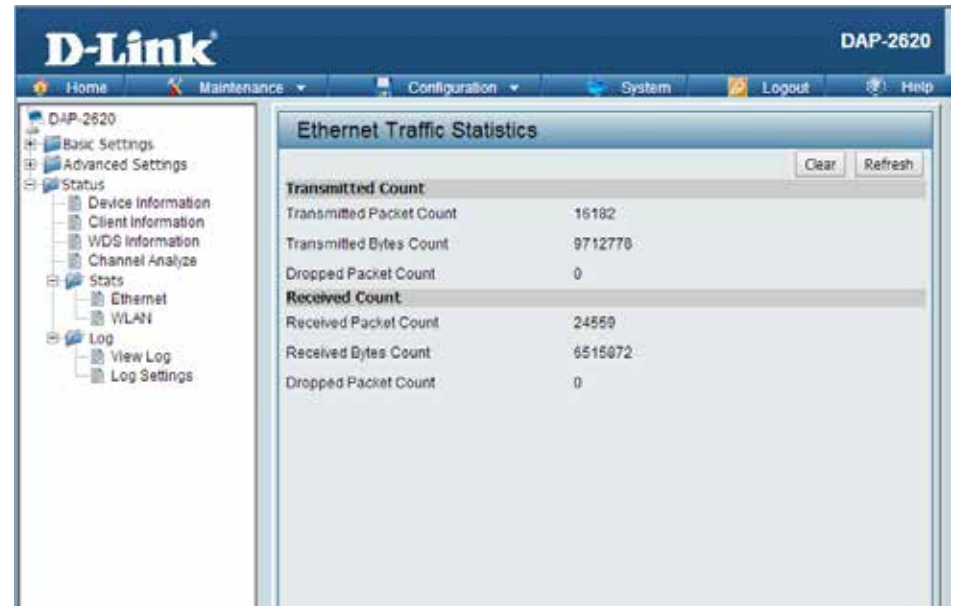 D-Link
DAP-2620
Home Maintenance Configuration System Logout Help
DAP-2620
Basic Settings
Advanced Settings
Status
Device Information
Client Information
WDS Information
Channel Analyze
Stats
Ethernet
WLAN
Log
View Log
Log Settings
Ethernet Traffic Statistics
Clear Refresh
Transmitted Count
Transmitted Packet Count 16182
Transmitted Bytes Count 9712778
Dropped Packet Count 0
Received Count
Received Packet Count 24559
Received Bytes Count 6515872
Dropped Packet Count 0